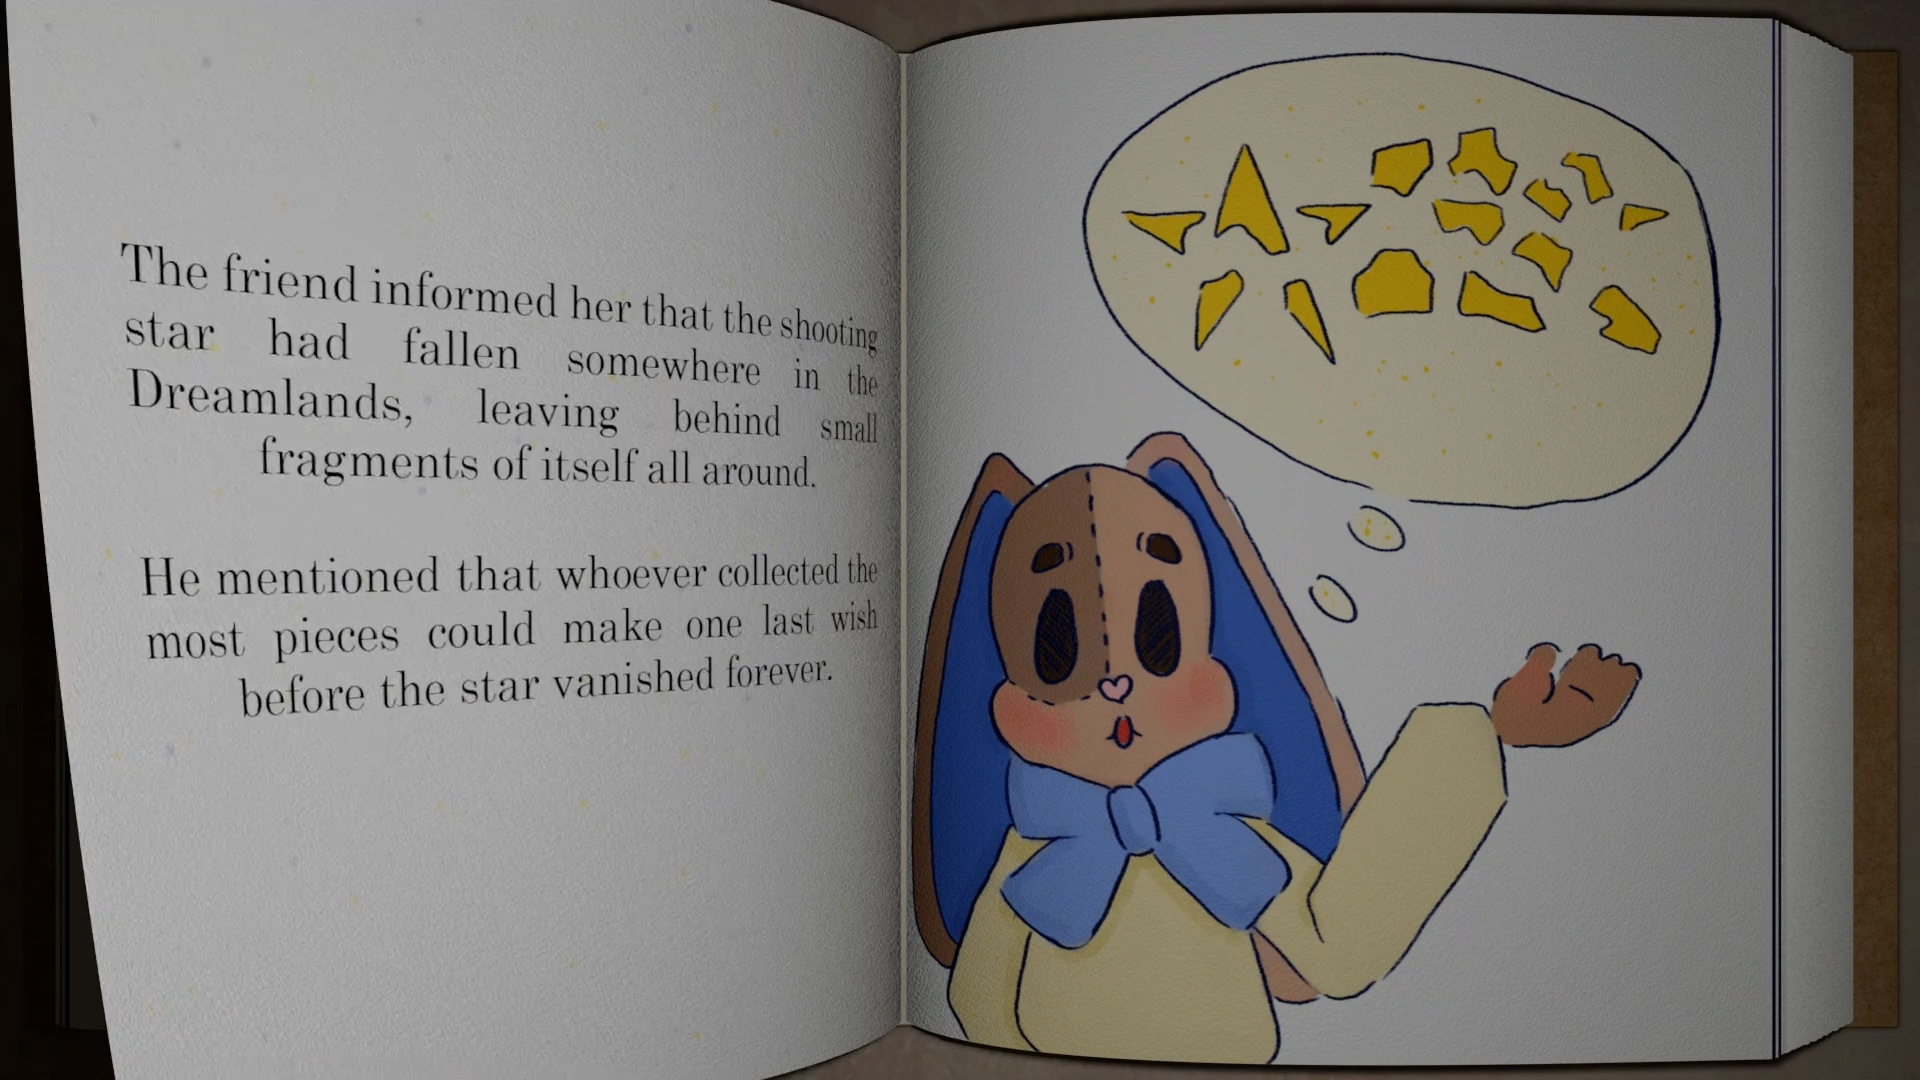 The friend informed her that the shooting
star had fallen somewhere in the
Dreamlands, leaving behind small
fragments of itself all around.
He mentioned that whoever collected the
most pieces could make one last wish
before the star vanished forever.